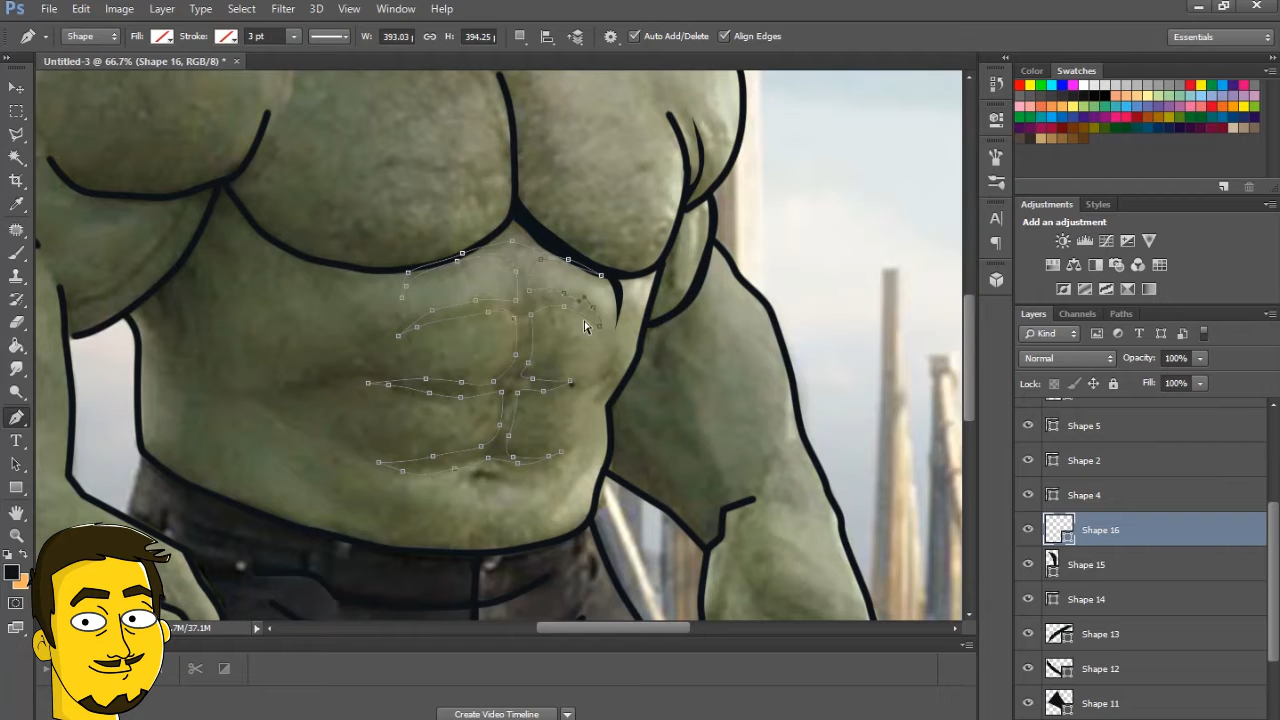 Ps File Edit Image Layer Type Select Filter 3D View Window Help
Shape Fill: Stroke: 3 pt W: 393.03 H: 394.25 Auto Add/Delete Align Edges Essentials
Untitled-3 @ 66.7% (Shape 16, RGB/8) * ×
Color Swatches
Adjustments Styles
Add an adjustment
Layers Channels Paths
Kind
Normal Opacity: 100%
Lock: Fill: 100%
Shape 5
Shape 2
Shape 4
Shape 16
Shape 15
Shape 14
Shape 13
Shape 12
Shape 11
.7M/37.1M
Create Video Timeline